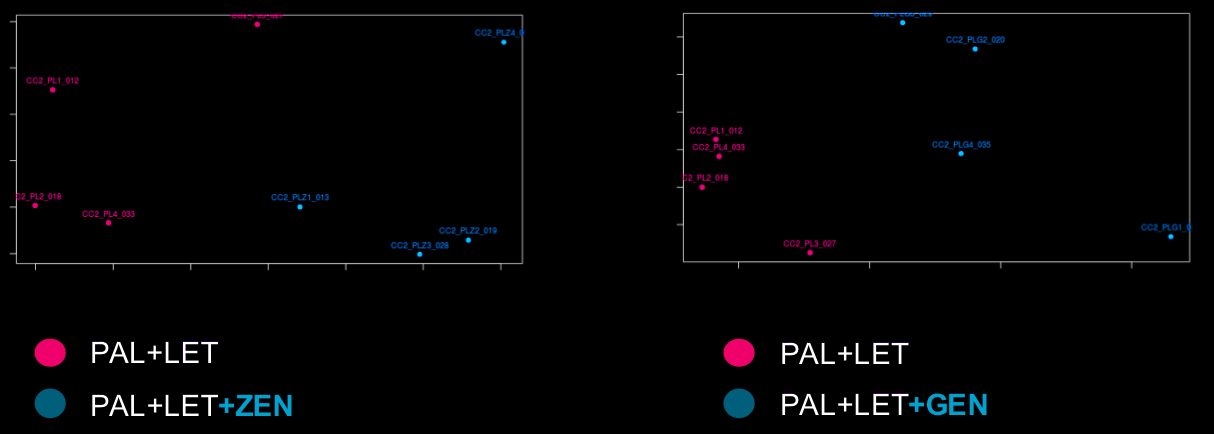 CC2_PLZ4_0
CC2_PL1_012
C2_PL2_018
CC2_PL4_033
CC2_PLZ1_013
CC2_PLZ2_019
CC2_PLZ3_028
PAL+LET
PAL+LET+ZEN
CC2_PLG2_020
CC2_PL1_012
CC2_PL4_033
CC2_PLG4_035
C2_PL2_018
CC2_PLG1_0
CC2_PL3_027
PAL+LET
PAL+LET+GEN